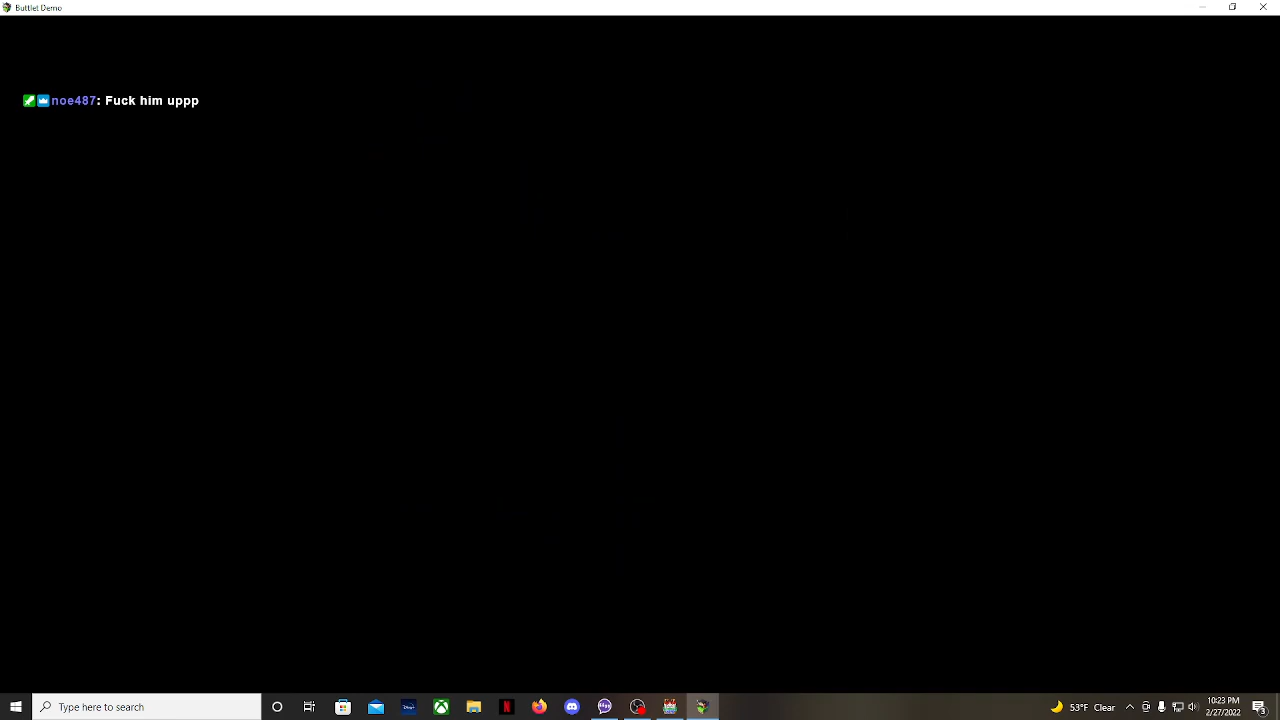 Buttlet Demo
noe487: Fuck him uppp
Type here to search
53°F Clear
10:23 PM
2/27/2022